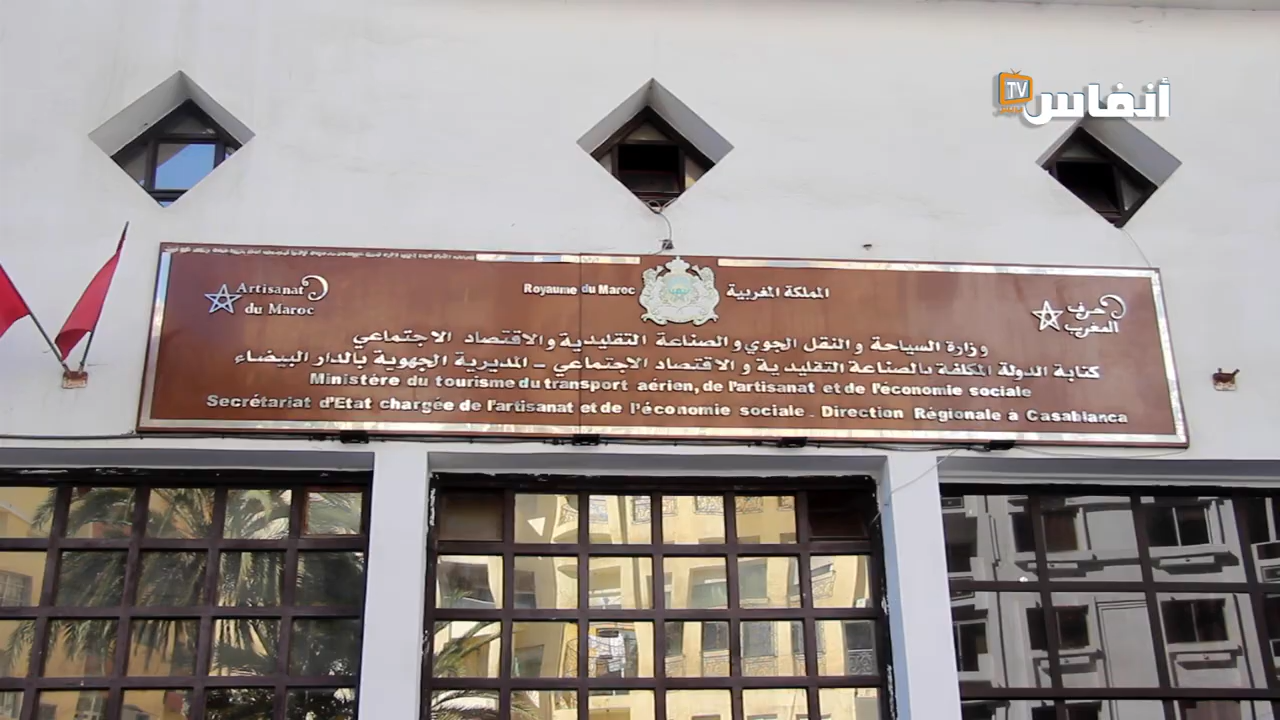 أنفاس TV
Artisanat
du Maroc
Royaume du Maroc
المملكة المغربية
حرف
المغرب
وزارة السياحة والنقل الجوي والصناعة التقليدية والاقتصاد الاجتماعي
كتابة الدولة المكلفة بالصناعة التقليدية والاقتصاد الاجتماعي - المديرية الجهوية بالدار البيضاء
Ministère du tourisme du transport aérien, de l'artisanat et de l'économie sociale
Secrétariat d'Etat chargée de l'artisanat et de l'économie sociale - Direction Régionale à Casablanca